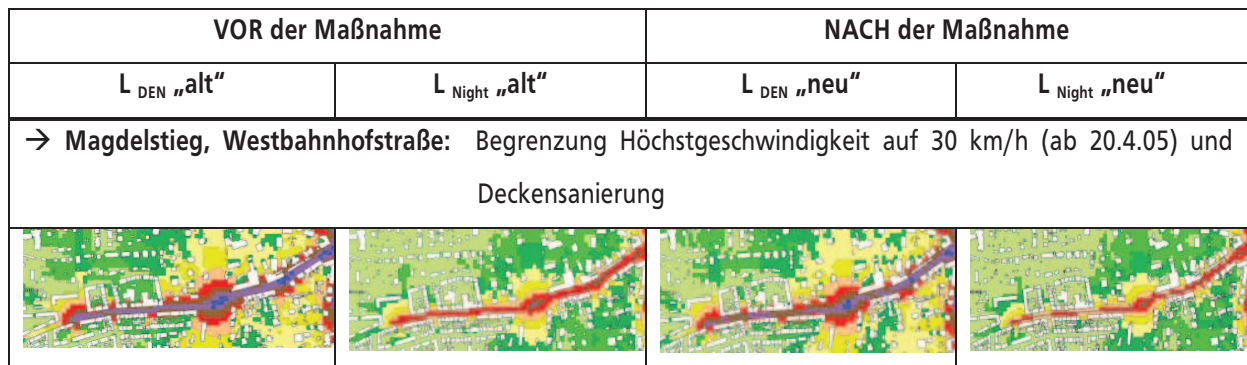 VOR der Maßnahme NACH der Maßnahme
L DEN „alt“ L Night „alt“ L DEN „neu“ L Night „neu“
→ Magdelstieg, Westbahnhofstraße: Begrenzung Höchstgeschwindigkeit auf 30 km/h (ab 20.4.05) und
Deckensanierung